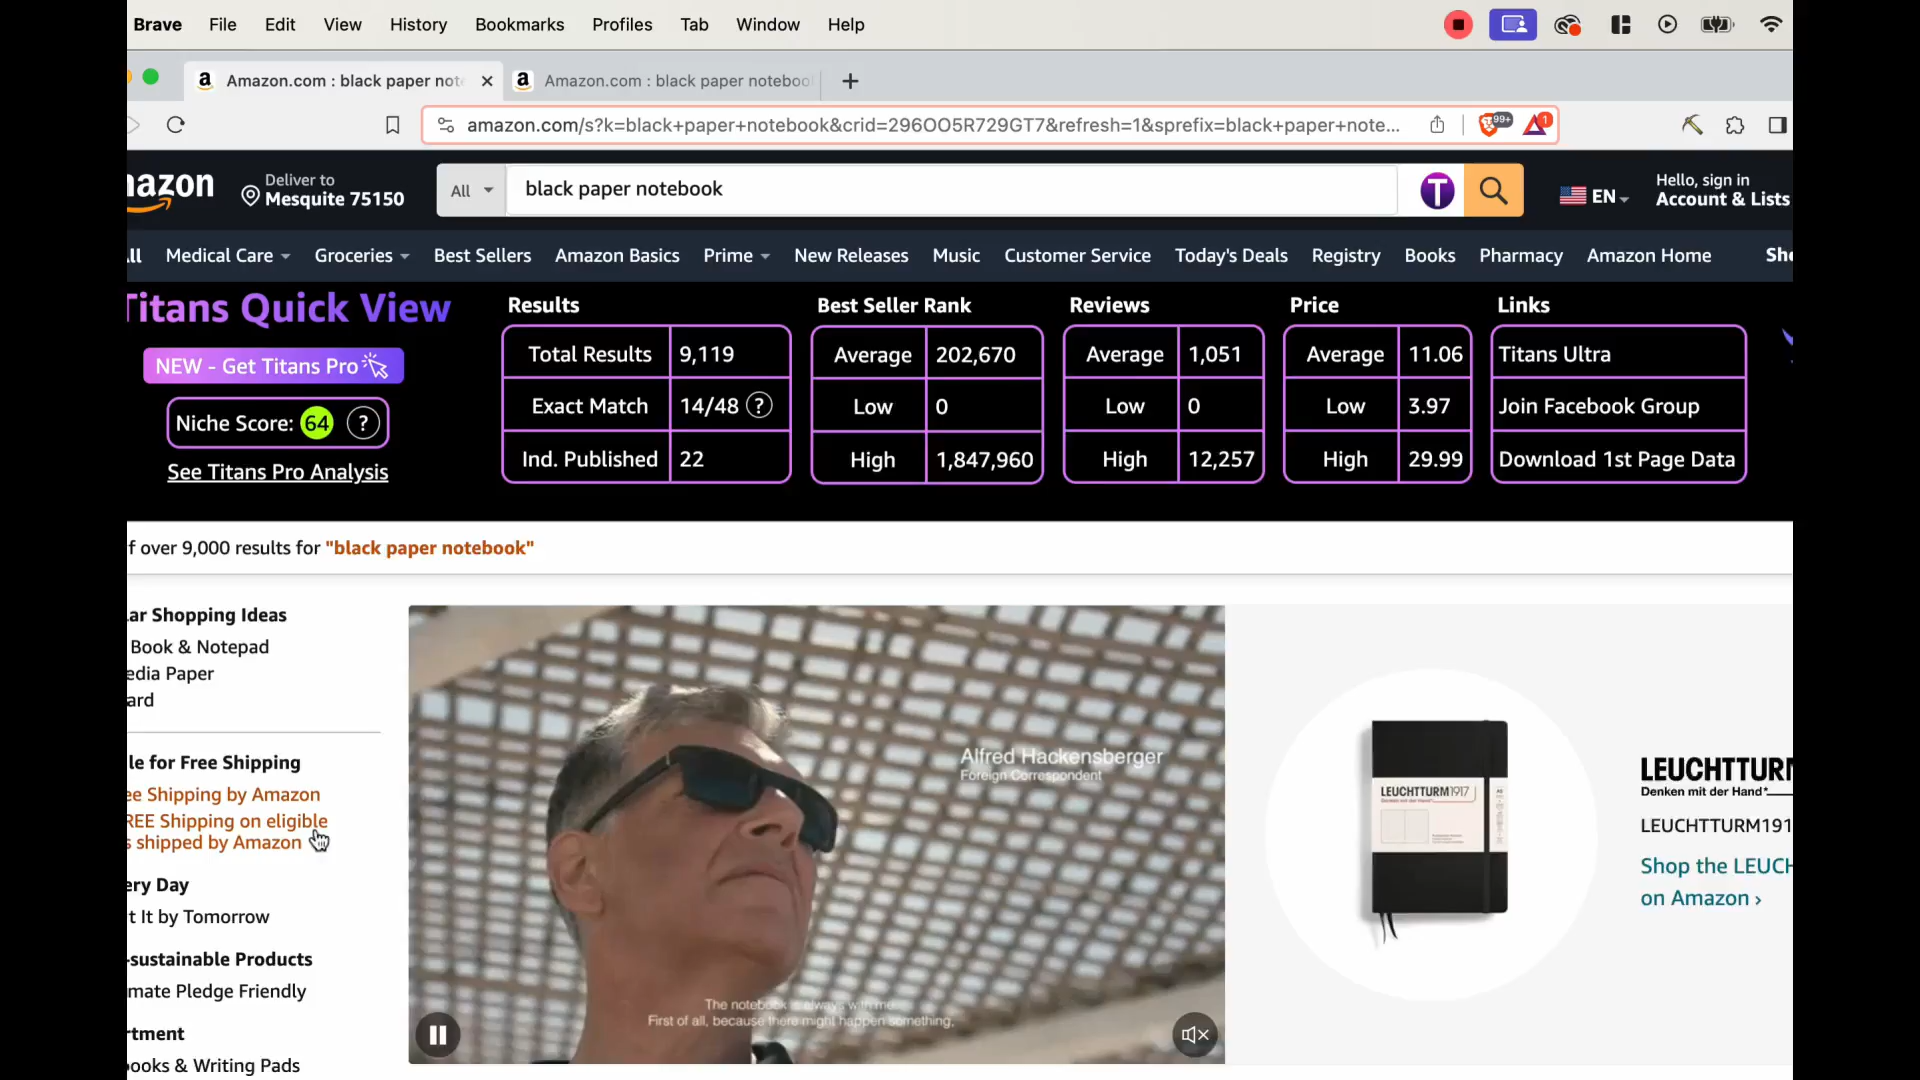 Brave File Edit View History Bookmarks Profiles Tab Window Help
Amazon.com : black paper not
Amazon.com : black paper notebook
amazon.com/s?k=black+paper+notebook&crid=296OO5R729GT7&refresh=1&sprefix=black+paper+note...
99+
1
azon
Deliver to
Mesquite 75150
All
black paper notebook
T
EN
Hello, sign in
Account & Lists
Medical Care Groceries Best Sellers Amazon Basics Prime New Releases Music Customer Service Today's Deals Registry Books Pharmacy Amazon Home Sho
Titans Quick View
NEW - Get Titans Pro
Niche Score: 64 ?
See Titans Pro Analysis
Results
Total Results 9,119
Exact Match 14/48 ?
Ind. Published 22
Best Seller Rank
Average 202,670
Low 0
High 1,847,960
Reviews
Average 1,051
Low 0
High 12,257
Price
Average 11.06
Low 3.97
High 29.99
Links
Titans Ultra
Join Facebook Group
Download 1st Page Data
f over 9,000 results for "black paper notebook"
ar Shopping Ideas
Book & Notepad
edia Paper
ard
le for Free Shipping
ee Shipping by Amazon
REE Shipping on eligible
s shipped by Amazon
ery Day
t It by Tomorrow
-sustainable Products
mate Pledge Friendly
rtment
ooks & Writing Pads
Alfred Hackensberger
Foreign Correspondent
The notebook is always with me.
First of all, because there might happen something,
LEUCHTTURM1917
LEUCHTTURM
Denken mit der Hand*
LEUCHTTURM191
Shop the LEUCH
on Amazon ›